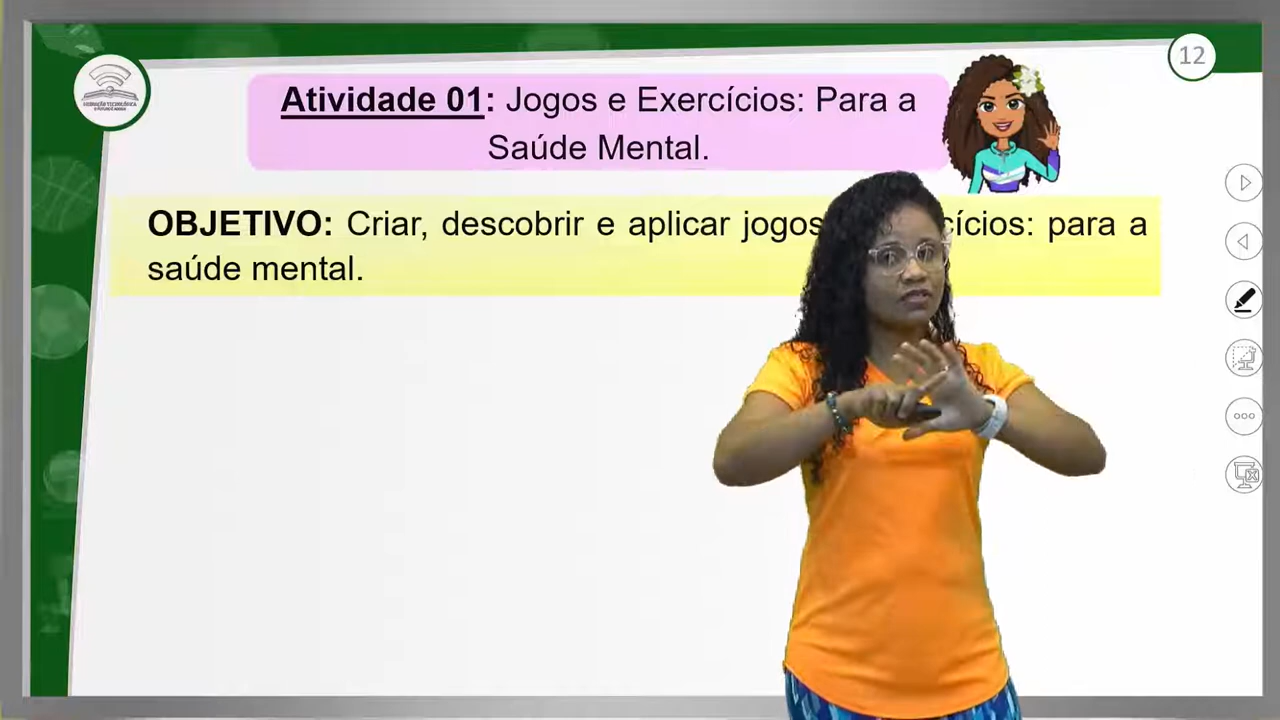 12
Atividade 01: Jogos e Exercícios: Para a
Saúde Mental.
OBJETIVO: Criar, descobrir e aplicar jogos cícios: para a
saúde mental.